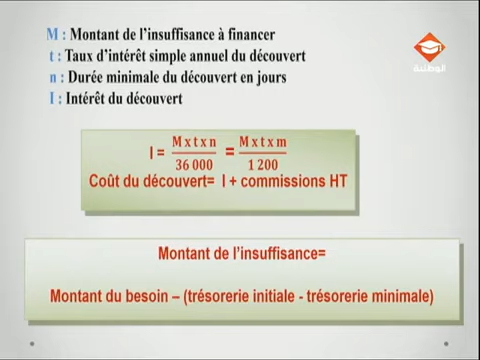 M : Montant de l'insuffisance à financer
t : Taux d'intérêt simple annuel du découvert
n : Durée minimale du découvert en jours
I : Intérêt du découvert
الوطنية
I = M x t x n / 36 000 = M x t x m / 1 200
Coût du découvert= I + commissions HT
Montant de l'insuffisance=
Montant du besoin – (trésorerie initiale - trésorerie minimale)